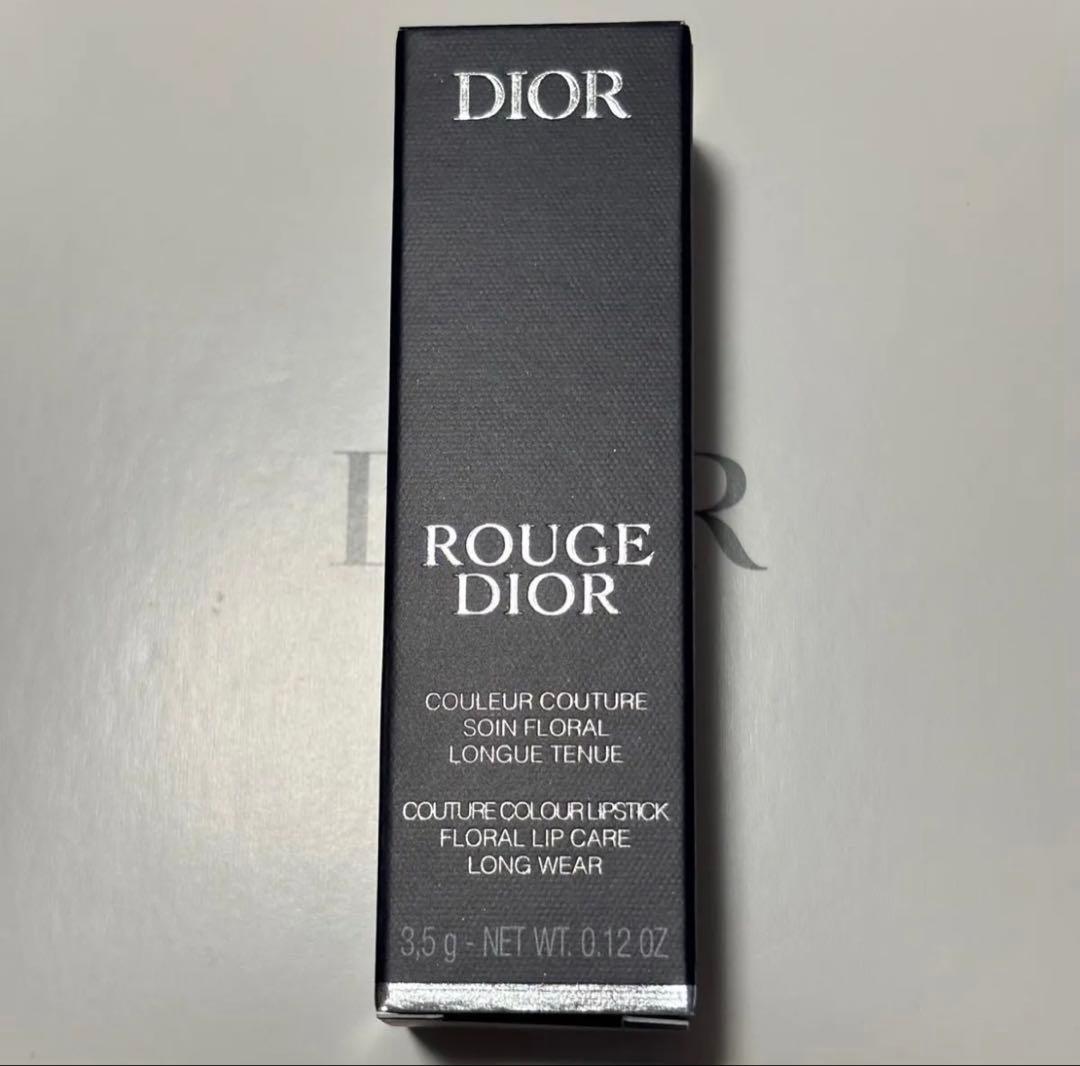 DIOR
ROUGE
DIOR
COULEUR COUTURE
SOIN FLORAL
LONGUE TENUE
COUTURE COLOUR LIPSTICK
FLORAL LIP CARE
LONG WEAR
3,5 g - NET WT. 0.12 OZ